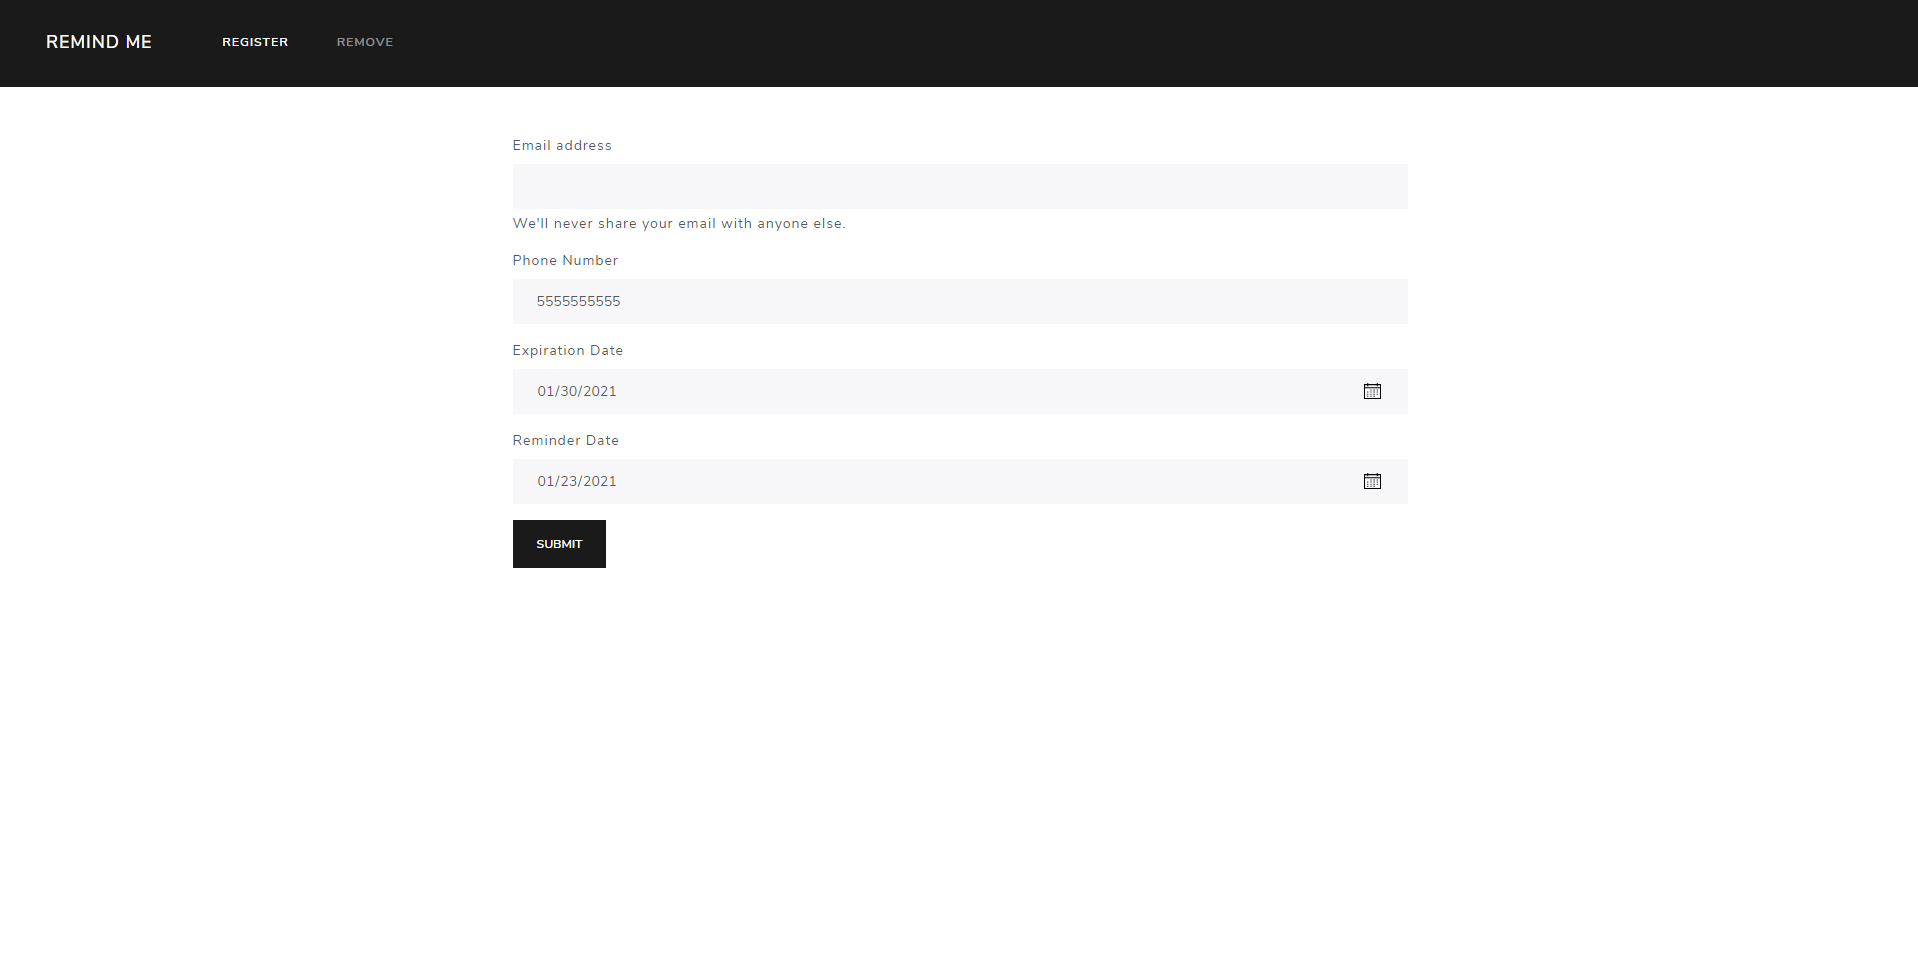 REMIND ME REGISTER REMOVE
Email address
We'll never share your email with anyone else.
Phone Number
5555555555
Expiration Date
01/30/2021
Reminder Date
01/23/2021
SUBMIT